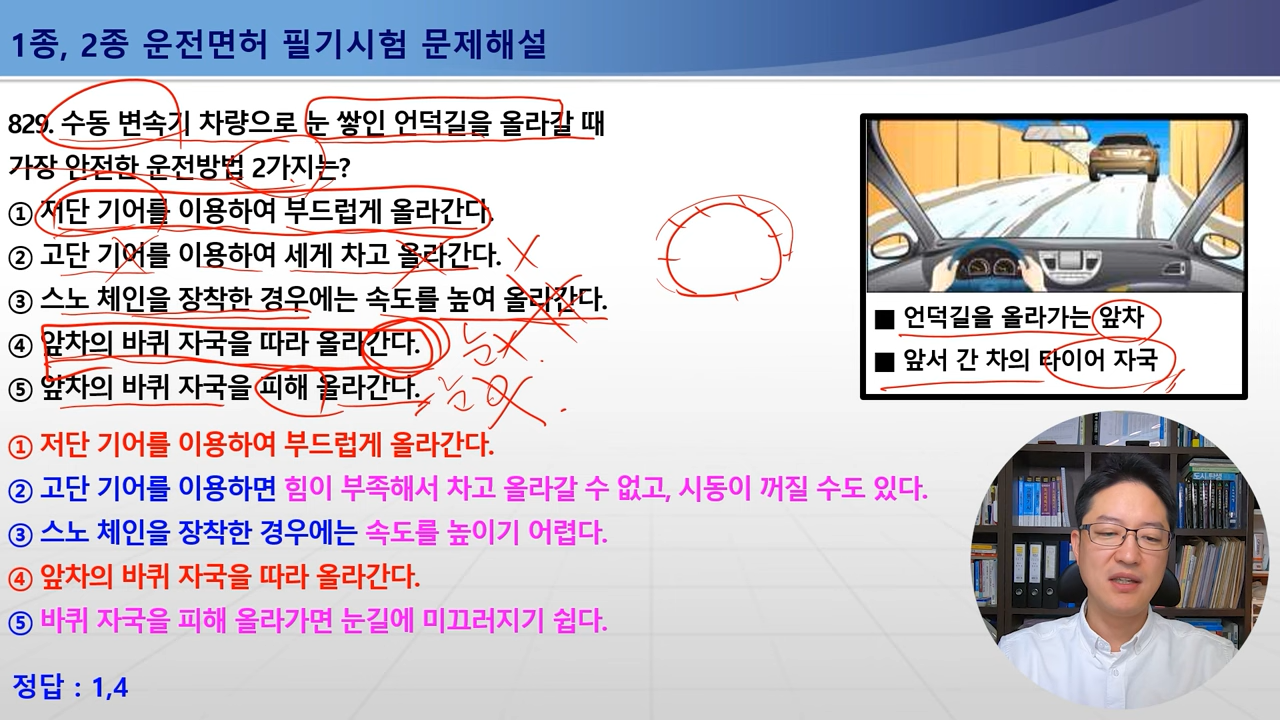 1종, 2종 운전면허 필기시험 문제해설
829. 수동 변속기 차량으로 눈 쌓인 언덕길을 올라갈 때
가장 안전한 운전방법 2가지는?
① 저단 기어를 이용하여 부드럽게 올라간다.
② 고단 기어를 이용하여 세게 차고 올라간다.
③ 스노 체인을 장착한 경우에는 속도를 높여 올라간다.
④ 앞차의 바퀴 자국을 따라 올라간다.
⑤ 앞차의 바퀴 자국을 피해 올라간다.
■ 언덕길을 올라가는 앞차
■ 앞서 간 차의 타이어 자국
① 저단 기어를 이용하여 부드럽게 올라간다.
② 고단 기어를 이용하면 힘이 부족해서 차고 올라갈 수 없고, 시동이 꺼질 수도 있다.
③ 스노 체인을 장착한 경우에는 속도를 높이기 어렵다.
④ 앞차의 바퀴 자국을 따라 올라간다.
⑤ 바퀴 자국을 피해 올라가면 눈길에 미끄러지기 쉽다.
정답 : 1,4